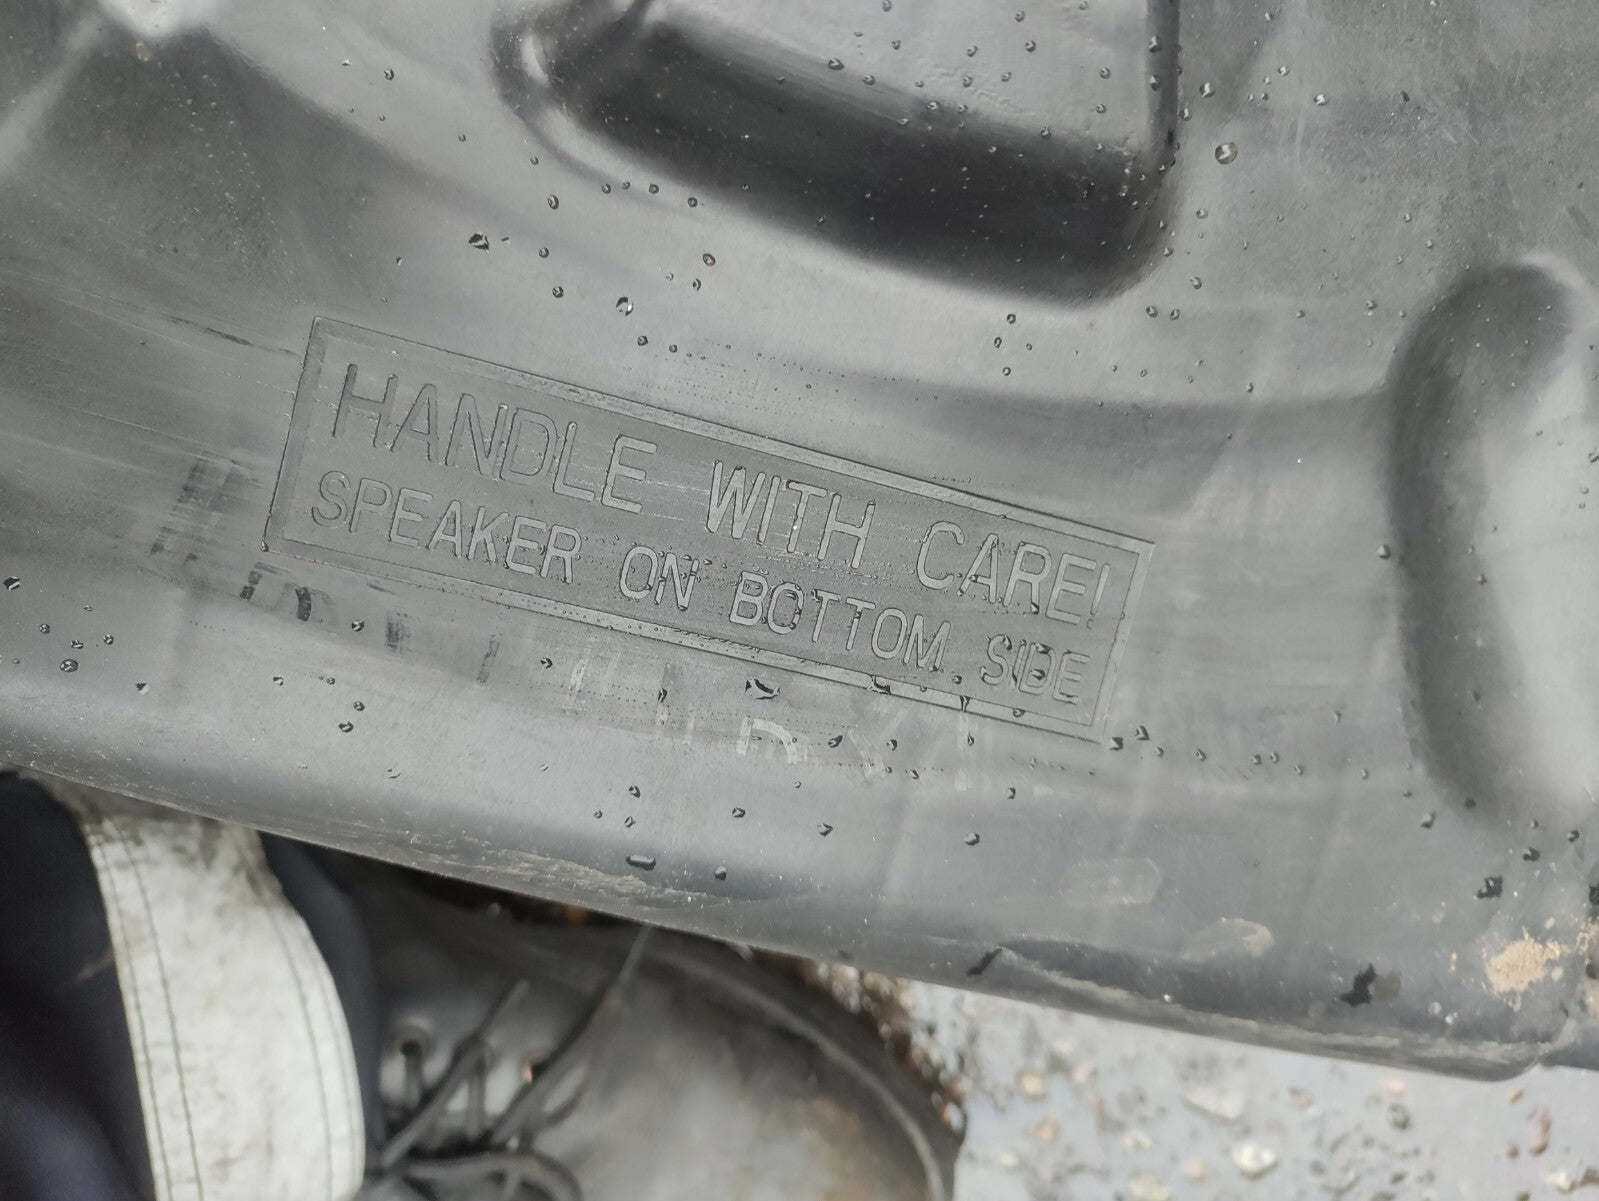 HANDLE WITH CARE!
SPEAKER ON BOTTOM SIDE